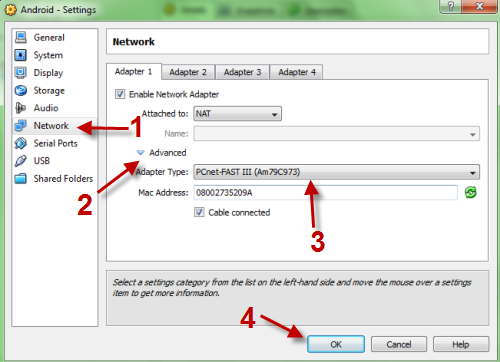 Android - Settings
General
System
Display
Storage
Audio
Network
Serial Ports
USB
Shared Folders
Network
Adapter 1 Adapter 2 Adapter 3 Adapter 4
Enable Network Adapter
Attached to: NAT
Name:
Advanced
Adapter Type: PCnet-FAST III (Am79C973)
Mac Address: 08002735209A
Cable connected
Select a settings category from the list on the left-hand side and move the mouse over a settings
item to get more information.
OK Cancel Help
1
2
3
4